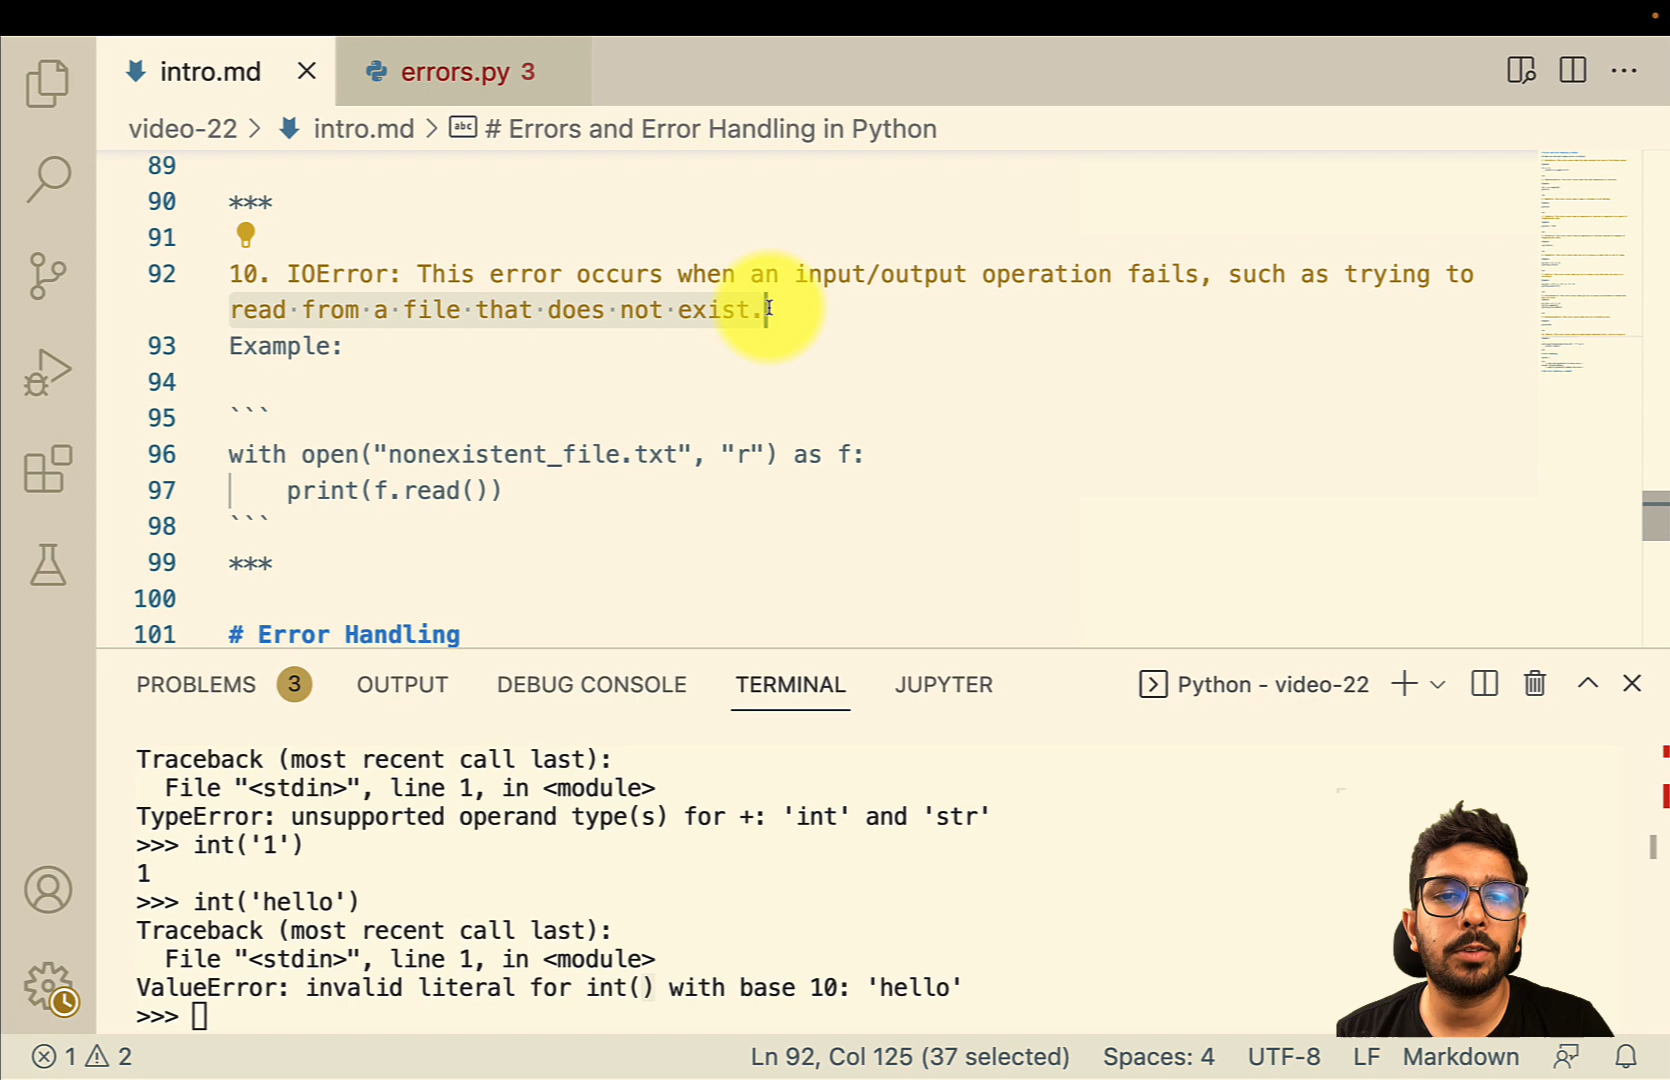 intro.md
errors.py 3
video-22 > intro.md > abc # Errors and Error Handling in Python
89
90 ***
91
92 10. IOError: This error occurs when an input/output operation fails, such as trying to
read from a file that does not exist.
93 Example:
94
95 ```
96 with open("nonexistent_file.txt", "r") as f:
97 print(f.read())
98 ```
99 ***
100
101 # Error Handling
PROBLEMS 3 OUTPUT DEBUG CONSOLE TERMINAL JUPYTER Python - video-22
Traceback (most recent call last):
File "<stdin>", line 1, in <module>
TypeError: unsupported operand type(s) for +: 'int' and 'str'
>>> int('1')
1
>>> int('hello')
Traceback (most recent call last):
File "<stdin>", line 1, in <module>
ValueError: invalid literal for int() with base 10: 'hello'
>>>
1 2 Ln 92, Col 125 (37 selected) Spaces: 4 UTF-8 LF Markdown